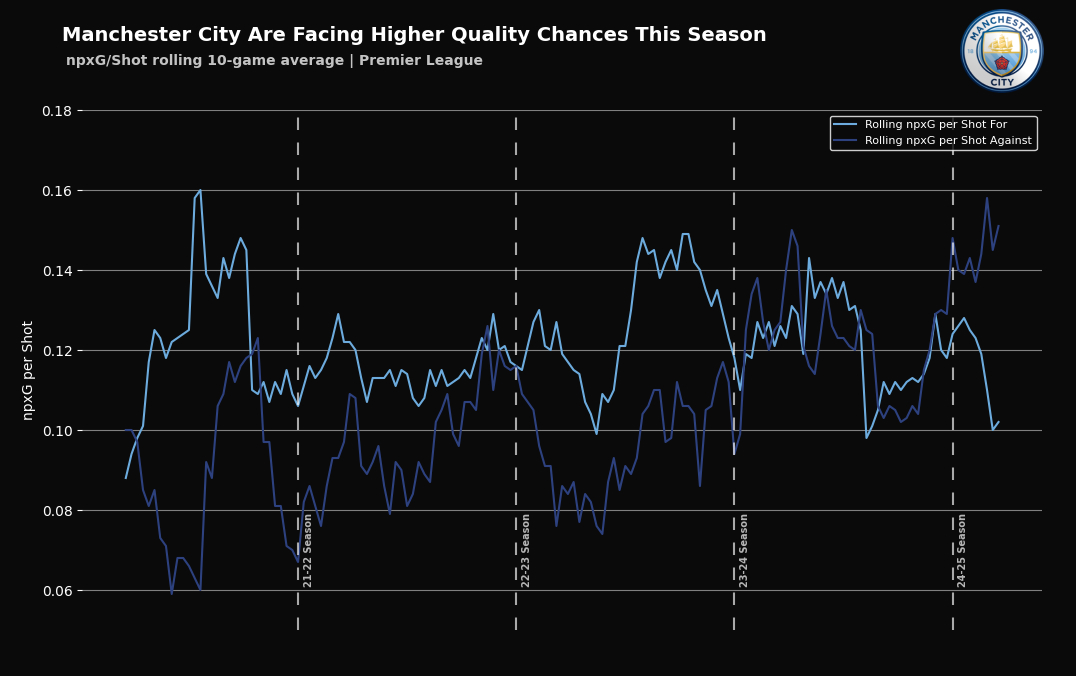 Manchester City Are Facing Higher Quality Chances This Season
npxG/Shot rolling 10-game average | Premier League
MANCHESTER
18 94
CITY
Rolling npxG per Shot For
Rolling npxG per Shot Against
npxG per Shot
0.18
0.16
0.14
0.12
0.10
0.08
0.06
21-22 Season
22-23 Season
23-24 Season
24-25 Season